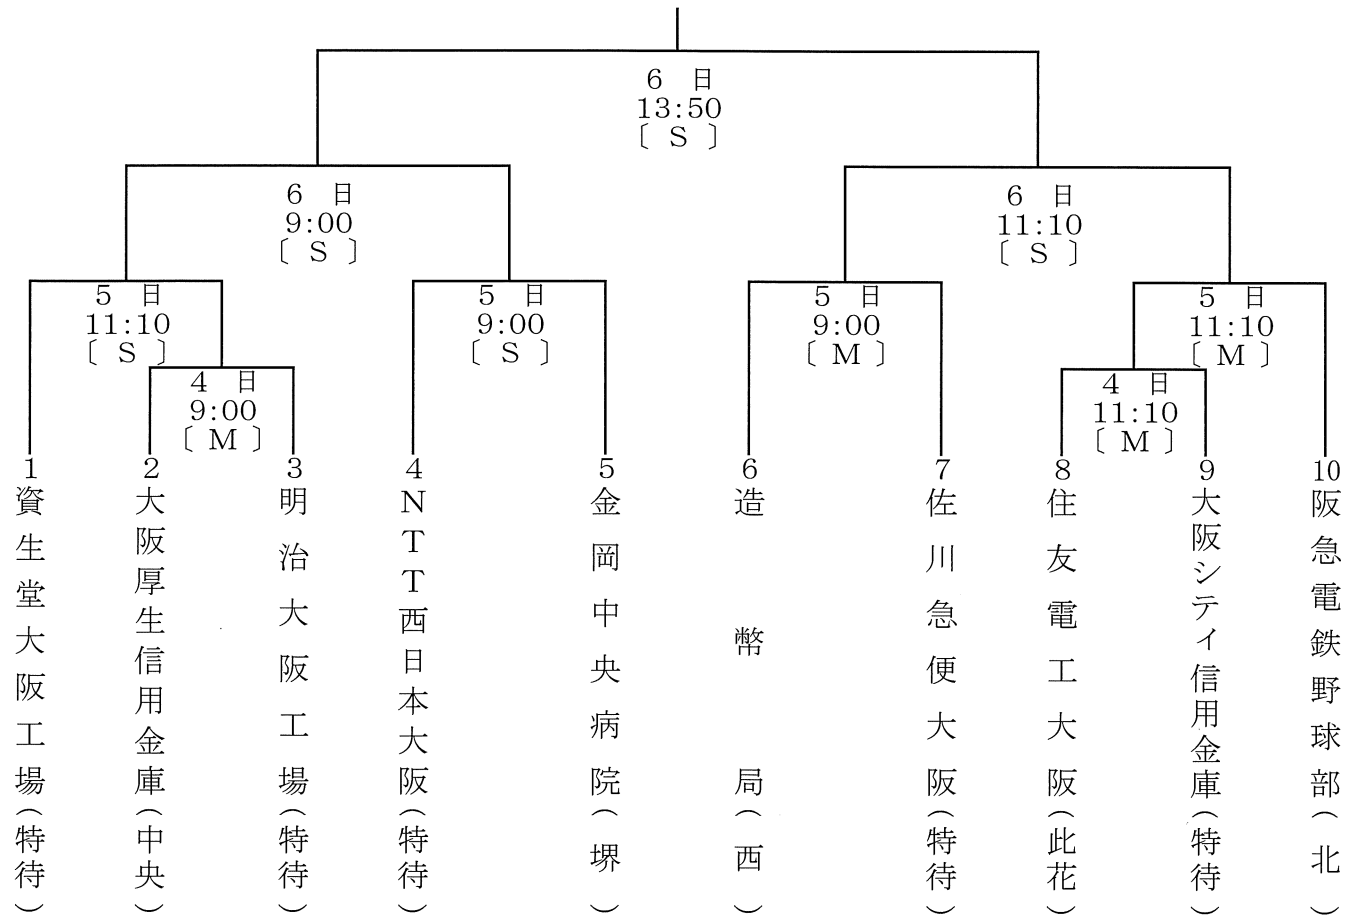 6 日
13:50
〔 S 〕
6 日
9:00
〔 S 〕
6 日
11:10
〔 S 〕
5 日
11:10
〔 S 〕
5 日
9:00
〔 S 〕
5 日
9:00
〔 M 〕
5 日
11:10
〔 M 〕
4 日
9:00
〔 M 〕
4 日
11:10
〔 M 〕
1 資生堂大阪工場(特待)
2 大阪厚生信用金庫(中央)
3 明治大阪工場(特待)
4 NTT西日本大阪(特待)
5 金岡中央病院(堺)
6 造幣局(西)
7 佐川急便大阪(特待)
8 住友電工大阪(此花)
9 大阪シティ信用金庫(特待)
10 阪急電鉄野球部(北)